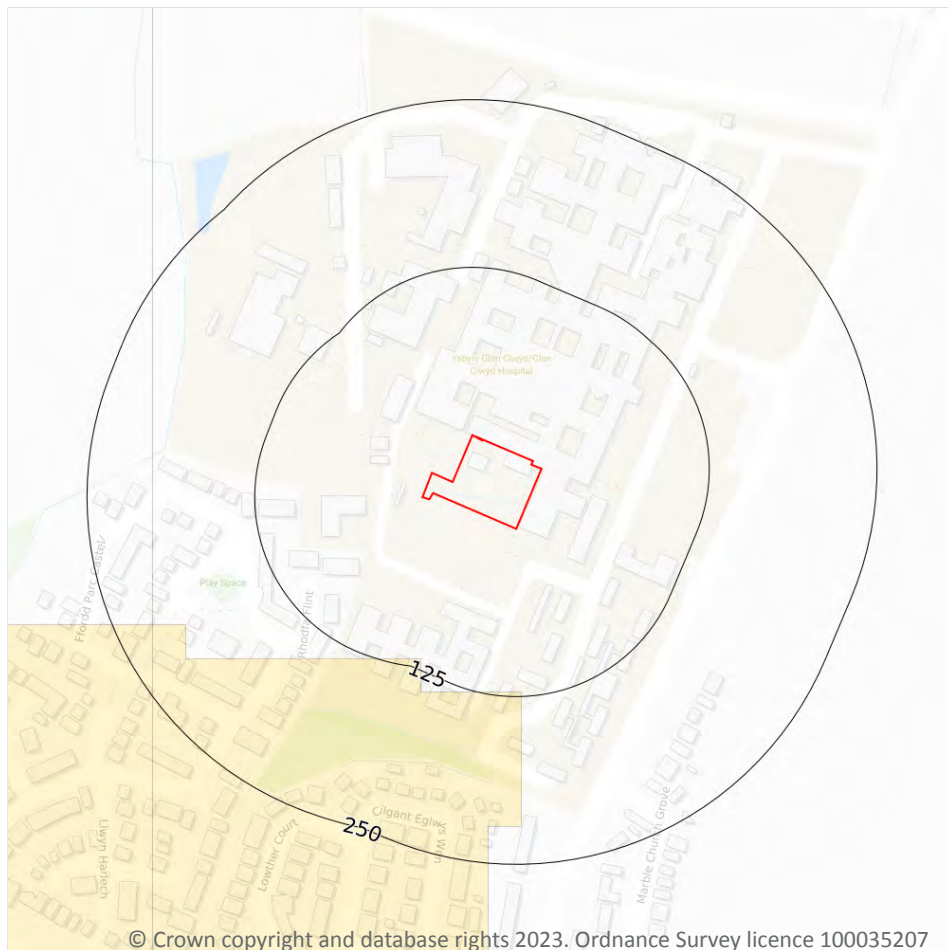 Ysbyty Glan Clwyd/Glan
Clwyd Hospital
Play Space
Ffordd Parc Castell
Rhodfa Flint
125
250
Cilgant Eglwys Wen
Lowther Court
Llwyn Harlech
Marble Church Grove
© Crown copyright and database rights 2023. Ordnance Survey licence 100035207